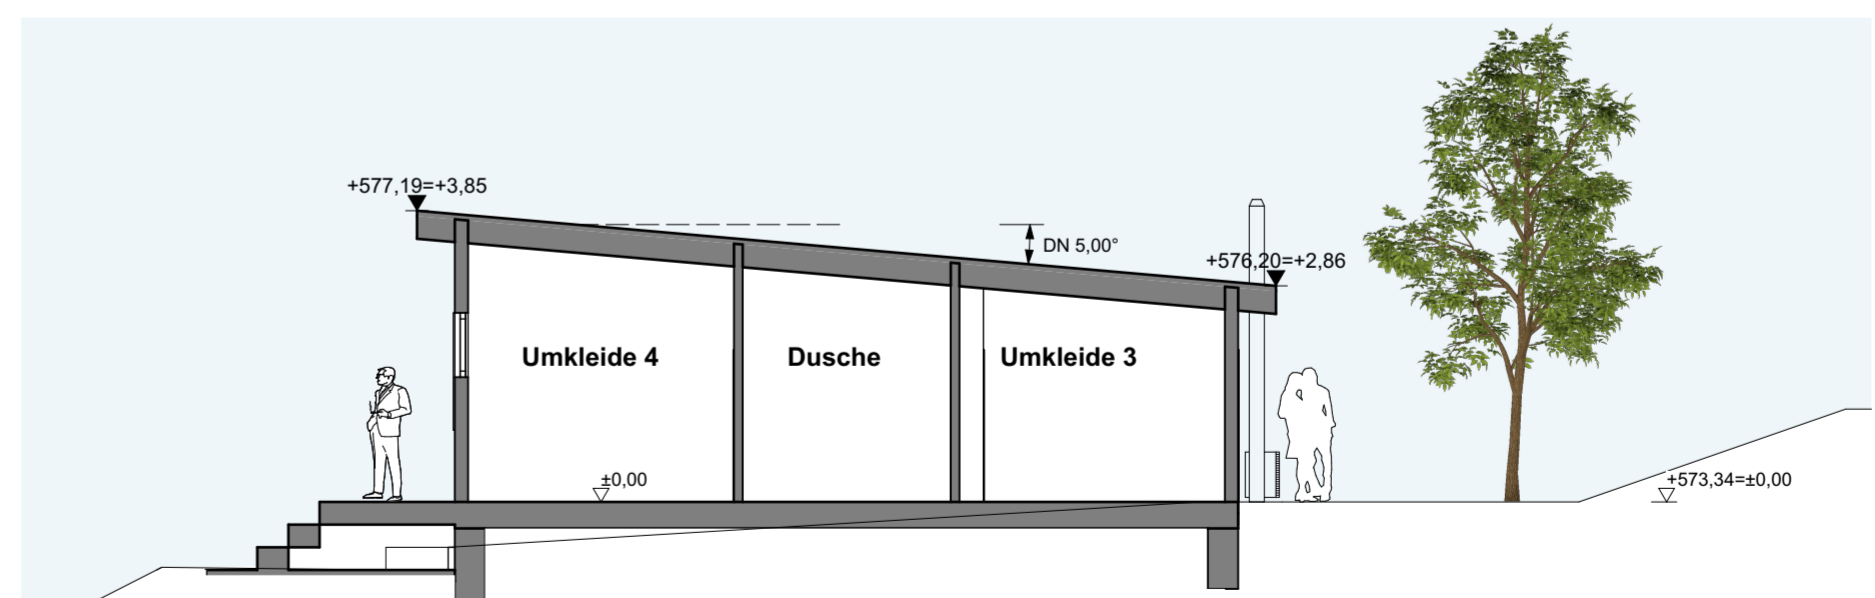 +577,19=+3,85
DN 5,00°
+576,20=+2,86
Umkleide 4
Dusche
Umkleide 3
±0,00
+573,34=±0,00